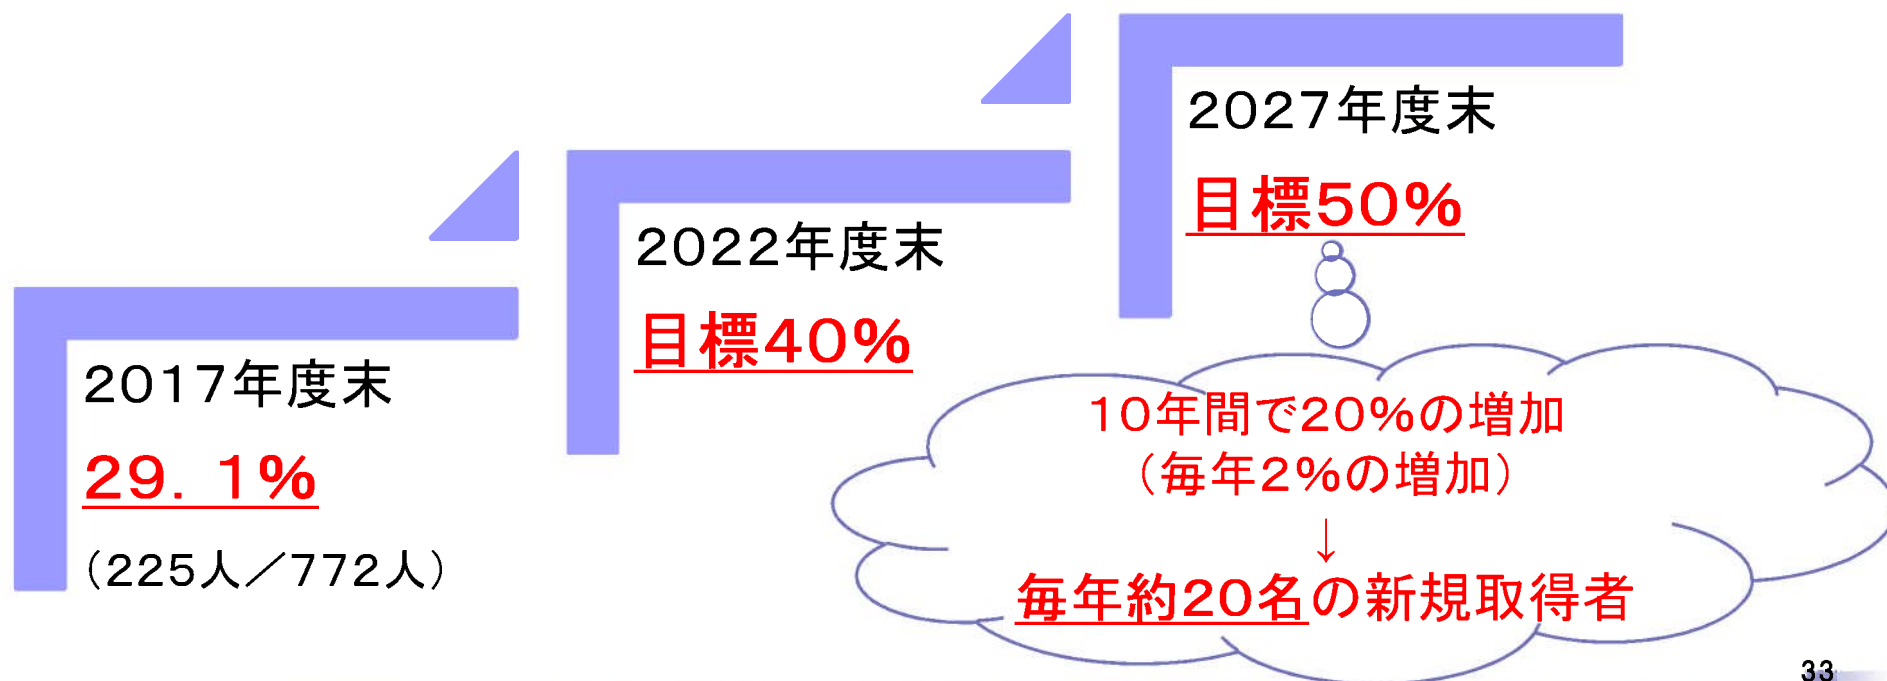 2017年度末
29.1%
(225人/772人)
2022年度末
目標40%
2027年度末
目標50%
10年間で20%の増加
(毎年2%の増加)
↓
毎年約20名の新規取得者
33